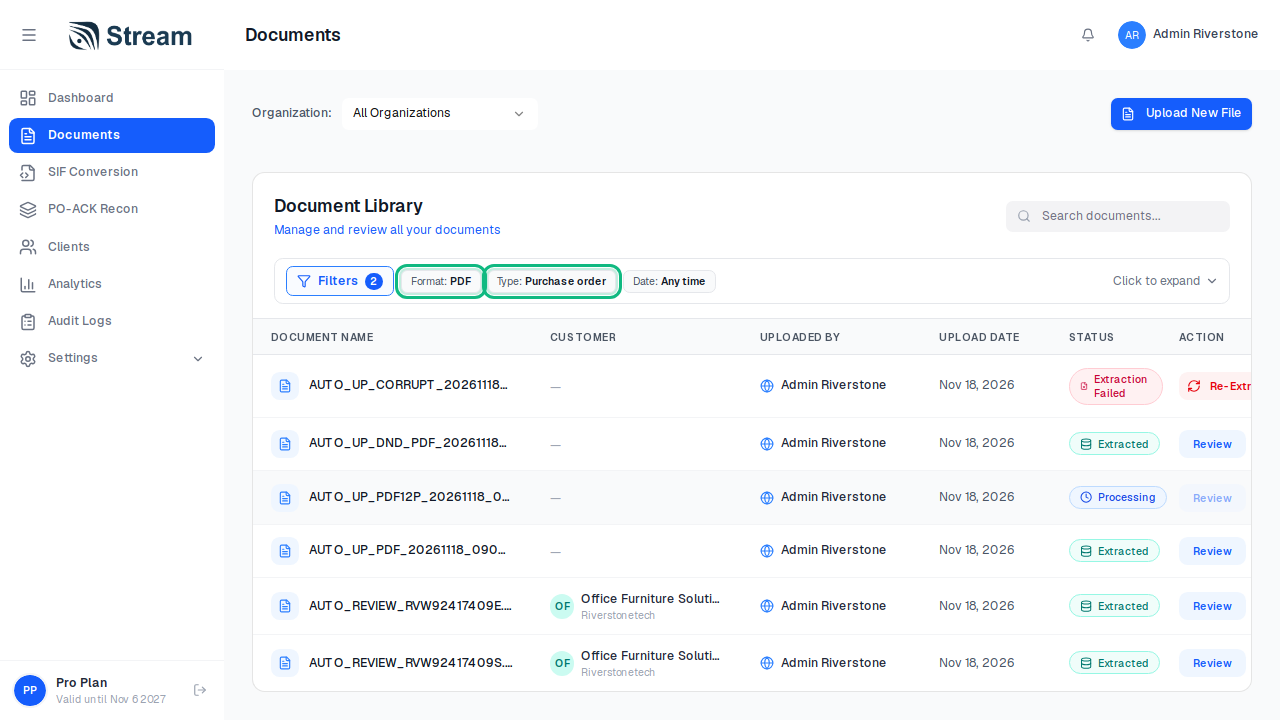 Stream
Documents
AR
Admin Riverstone
Dashboard
Documents
SIF Conversion
PO-ACK Recon
Clients
Analytics
Audit Logs
Settings
PP
Pro Plan
Valid until Nov 6 2027
Organization:
All Organizations
Upload New File
Document Library
Manage and review all your documents
Search documents...
Filters 2
Format: PDF
Type: Purchase order
Date: Any time
Click to expand
DOCUMENT NAME CUSTOMER UPLOADED BY UPLOAD DATE STATUS ACTION
AUTO_UP_CORRUPT_20261118... — Admin Riverstone Nov 18, 2026 Extraction Failed Re-Extr
AUTO_UP_DND_PDF_20261118... — Admin Riverstone Nov 18, 2026 Extracted Review
AUTO_UP_PDF12P_20261118_0... — Admin Riverstone Nov 18, 2026 Processing Review
AUTO_UP_PDF_20261118_090... — Admin Riverstone Nov 18, 2026 Extracted Review
AUTO_REVIEW_RVW92417409E.... OF Office Furniture Soluti... Admin Riverstone Nov 18, 2026 Extracted Review
Riverstonetech
AUTO_REVIEW_RVW92417409S.... OF Office Furniture Soluti... Admin Riverstone Nov 18, 2026 Extracted Review
Riverstonetech